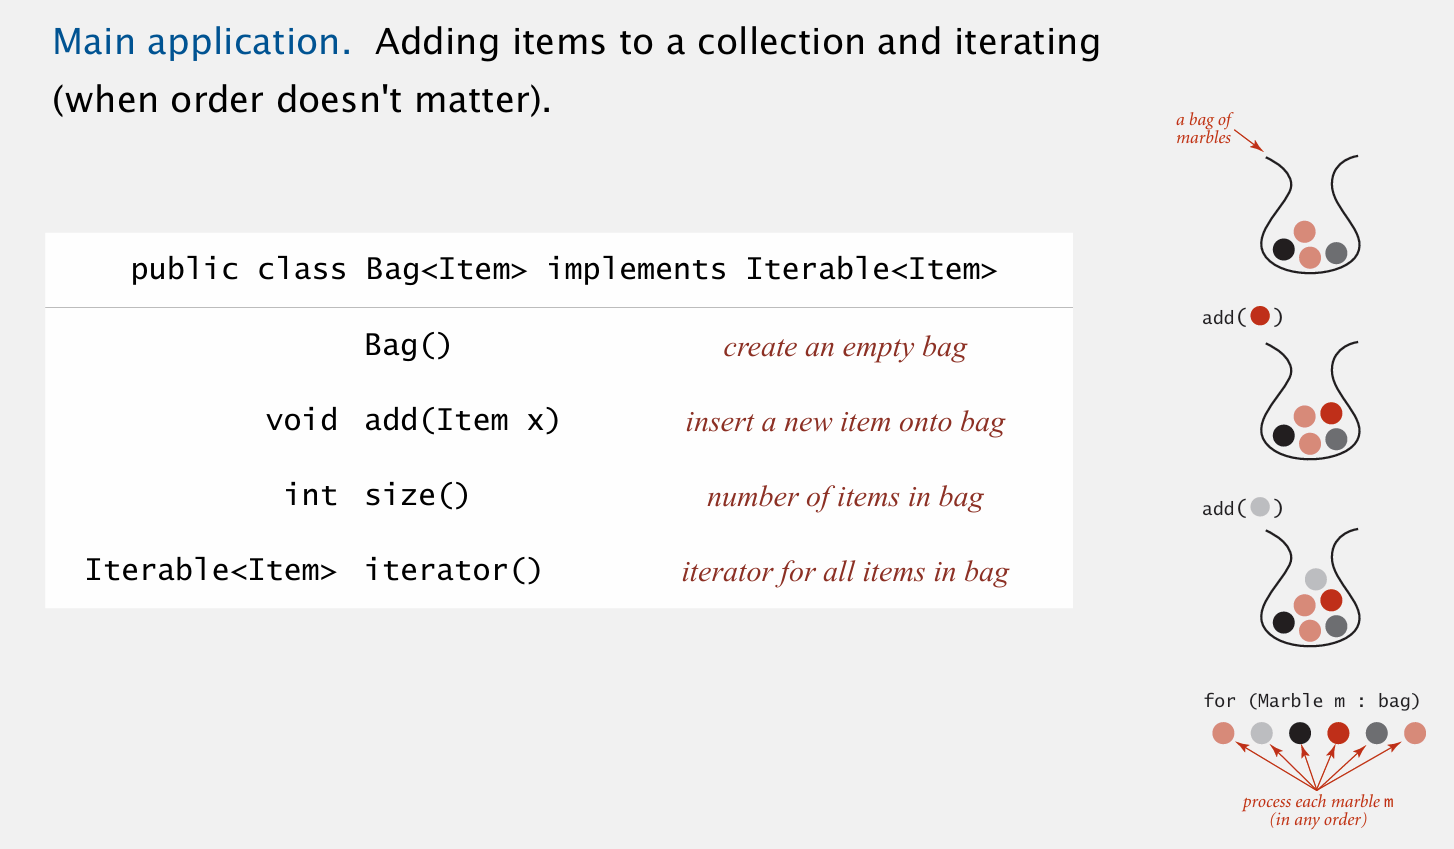 Main application. Adding items to a collection and iterating
(when order doesn't matter).
public class Bag<Item> implements Iterable<Item>
Bag() create an empty bag
void add(Item x) insert a new item onto bag
int size() number of items in bag
Iterable<Item> iterator() iterator for all items in bag
a bag of
marbles
add( )
add( )
for (Marble m : bag)
process each marble m
(in any order)